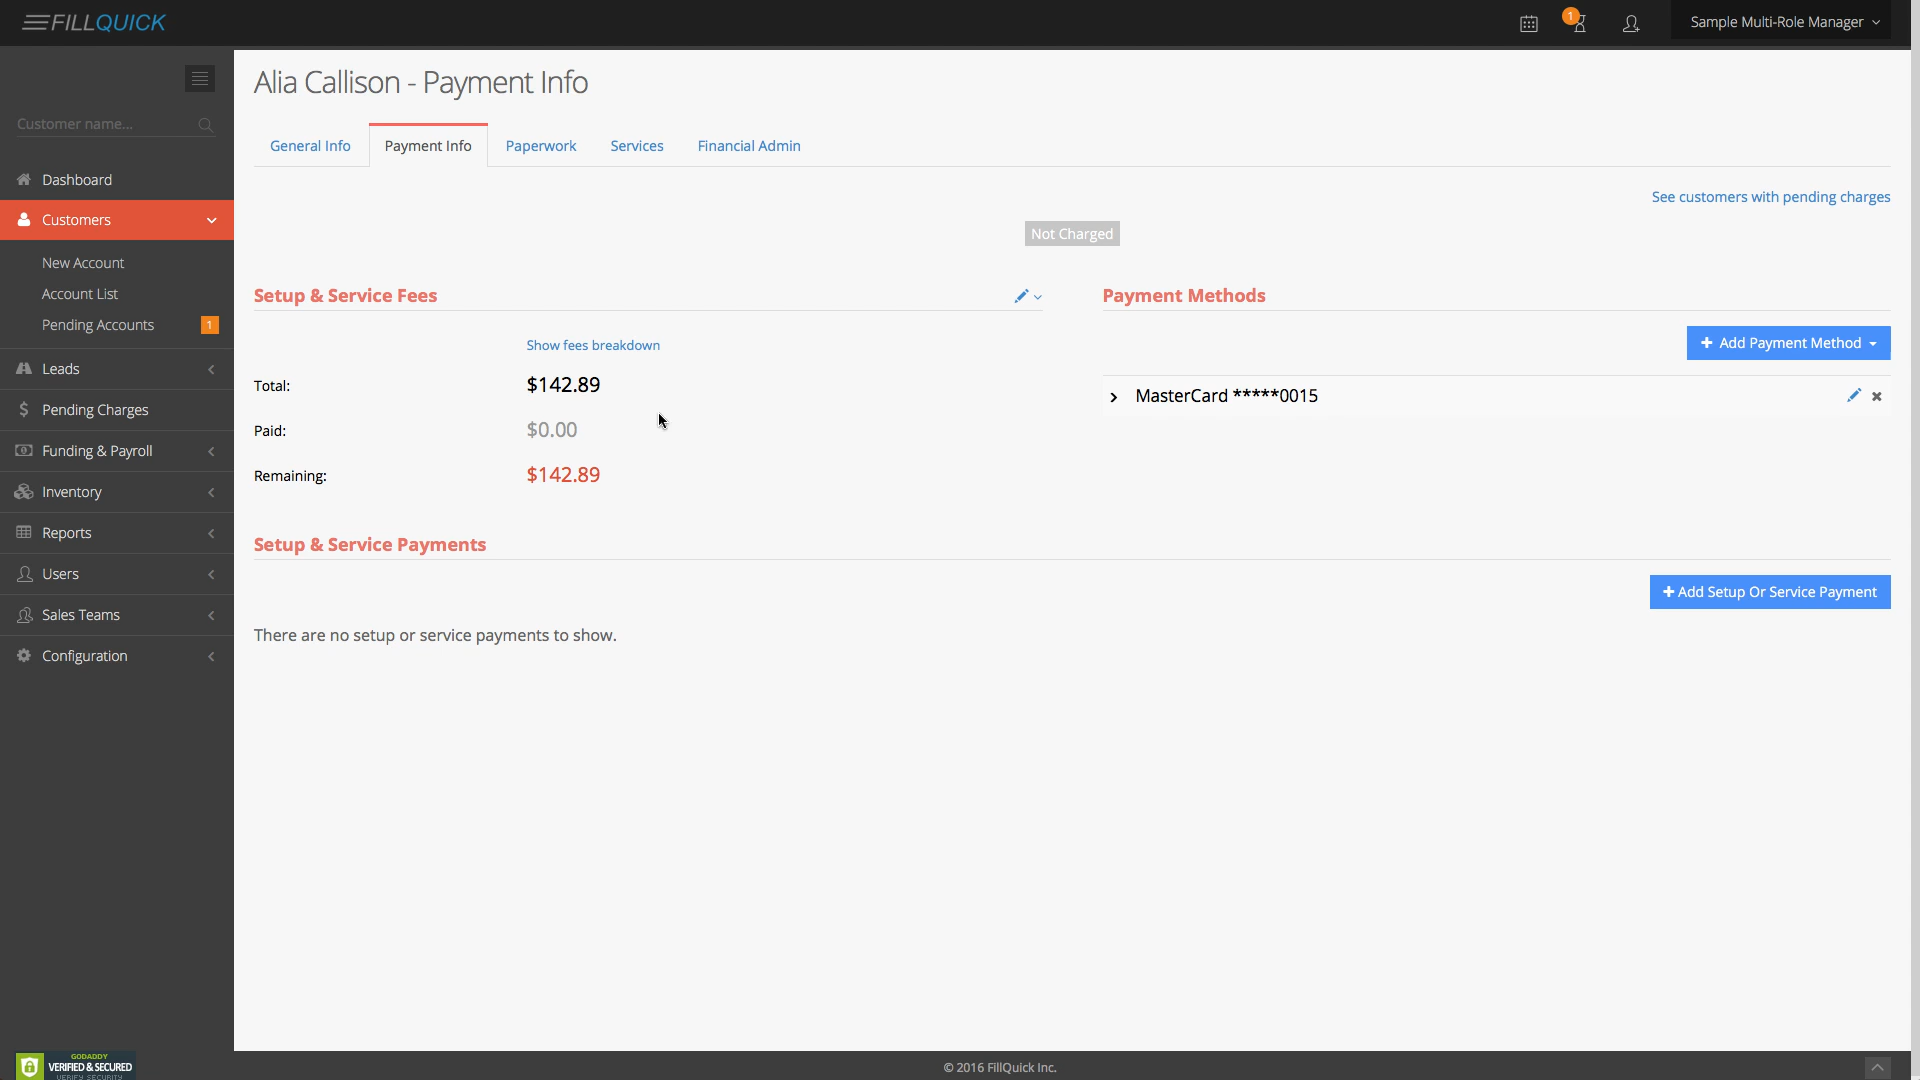 FILLQUICK
1
Sample Multi-Role Manager
Customer name...
Dashboard
Customers
New Account
Account List
Pending Accounts 1
Leads
Pending Charges
Funding & Payroll
Inventory
Reports
Users
Sales Teams
Configuration
Alia Callison - Payment Info
General Info Payment Info Paperwork Services Financial Admin
See customers with pending charges
Not Charged
Setup & Service Fees
Show fees breakdown
Total: $142.89
Paid: $0.00
Remaining: $142.89
Payment Methods
Add Payment Method
MasterCard *****0015
Setup & Service Payments
Add Setup Or Service Payment
There are no setup or service payments to show.
GODADDY
VERIFIED & SECURED
VERIFY SECURITY
© 2016 FillQuick Inc.